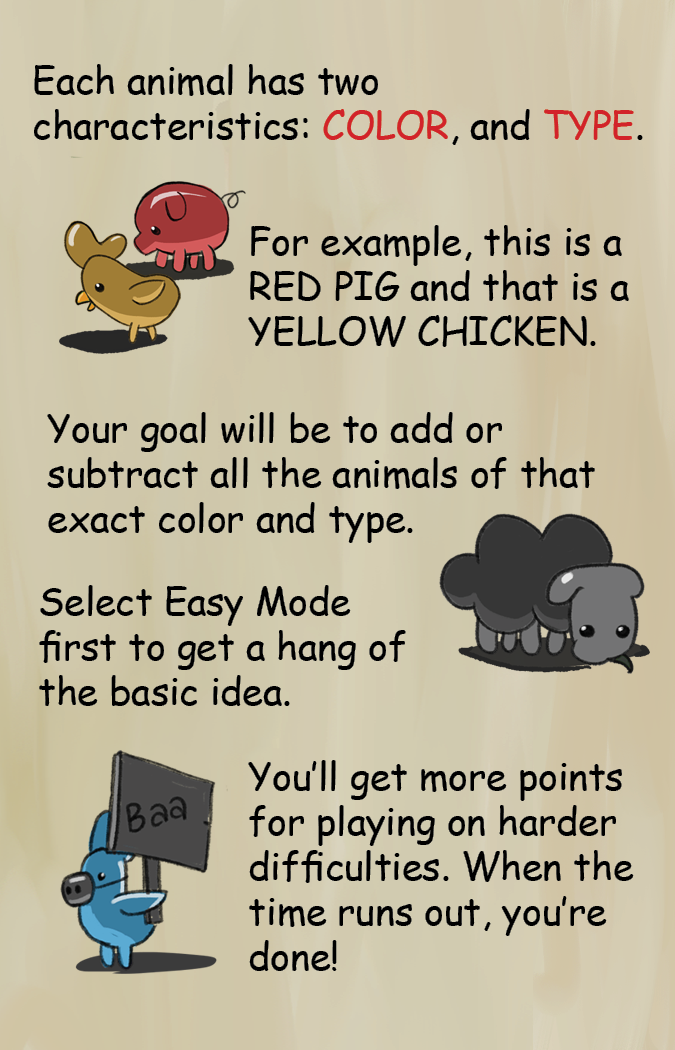 Each animal has two
characteristics: COLOR, and TYPE.
For example, this is a
RED PIG and that is a
YELLOW CHICKEN.
Your goal will be to add or
subtract all the animals of that
exact color and type.
Select Easy Mode
first to get a hang of
the basic idea.
Baa
You'll get more points
for playing on harder
difficulties. When the
time runs out, you're
done!